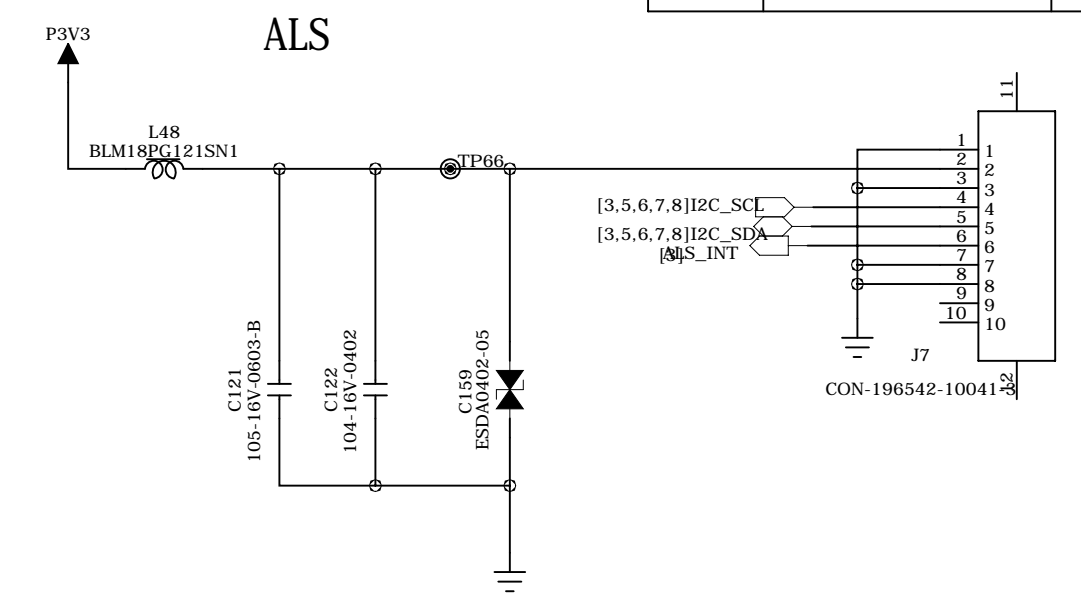 ALS
P3V3
L48
BLM18PG121SN1
TP66
11
1
1
2
2
3
3
[3,5,6,7,8]I2C_SCL
4
4
[3,5,6,7,8]I2C_SDA
5
5
[3]ALS_INT
6
6
7
7
8
8
9
9
10
10
J7
CON-196542-10041-3
12
C121
105-16V-0603-B
C122
104-16V-0402
C159
ESDA0402-05